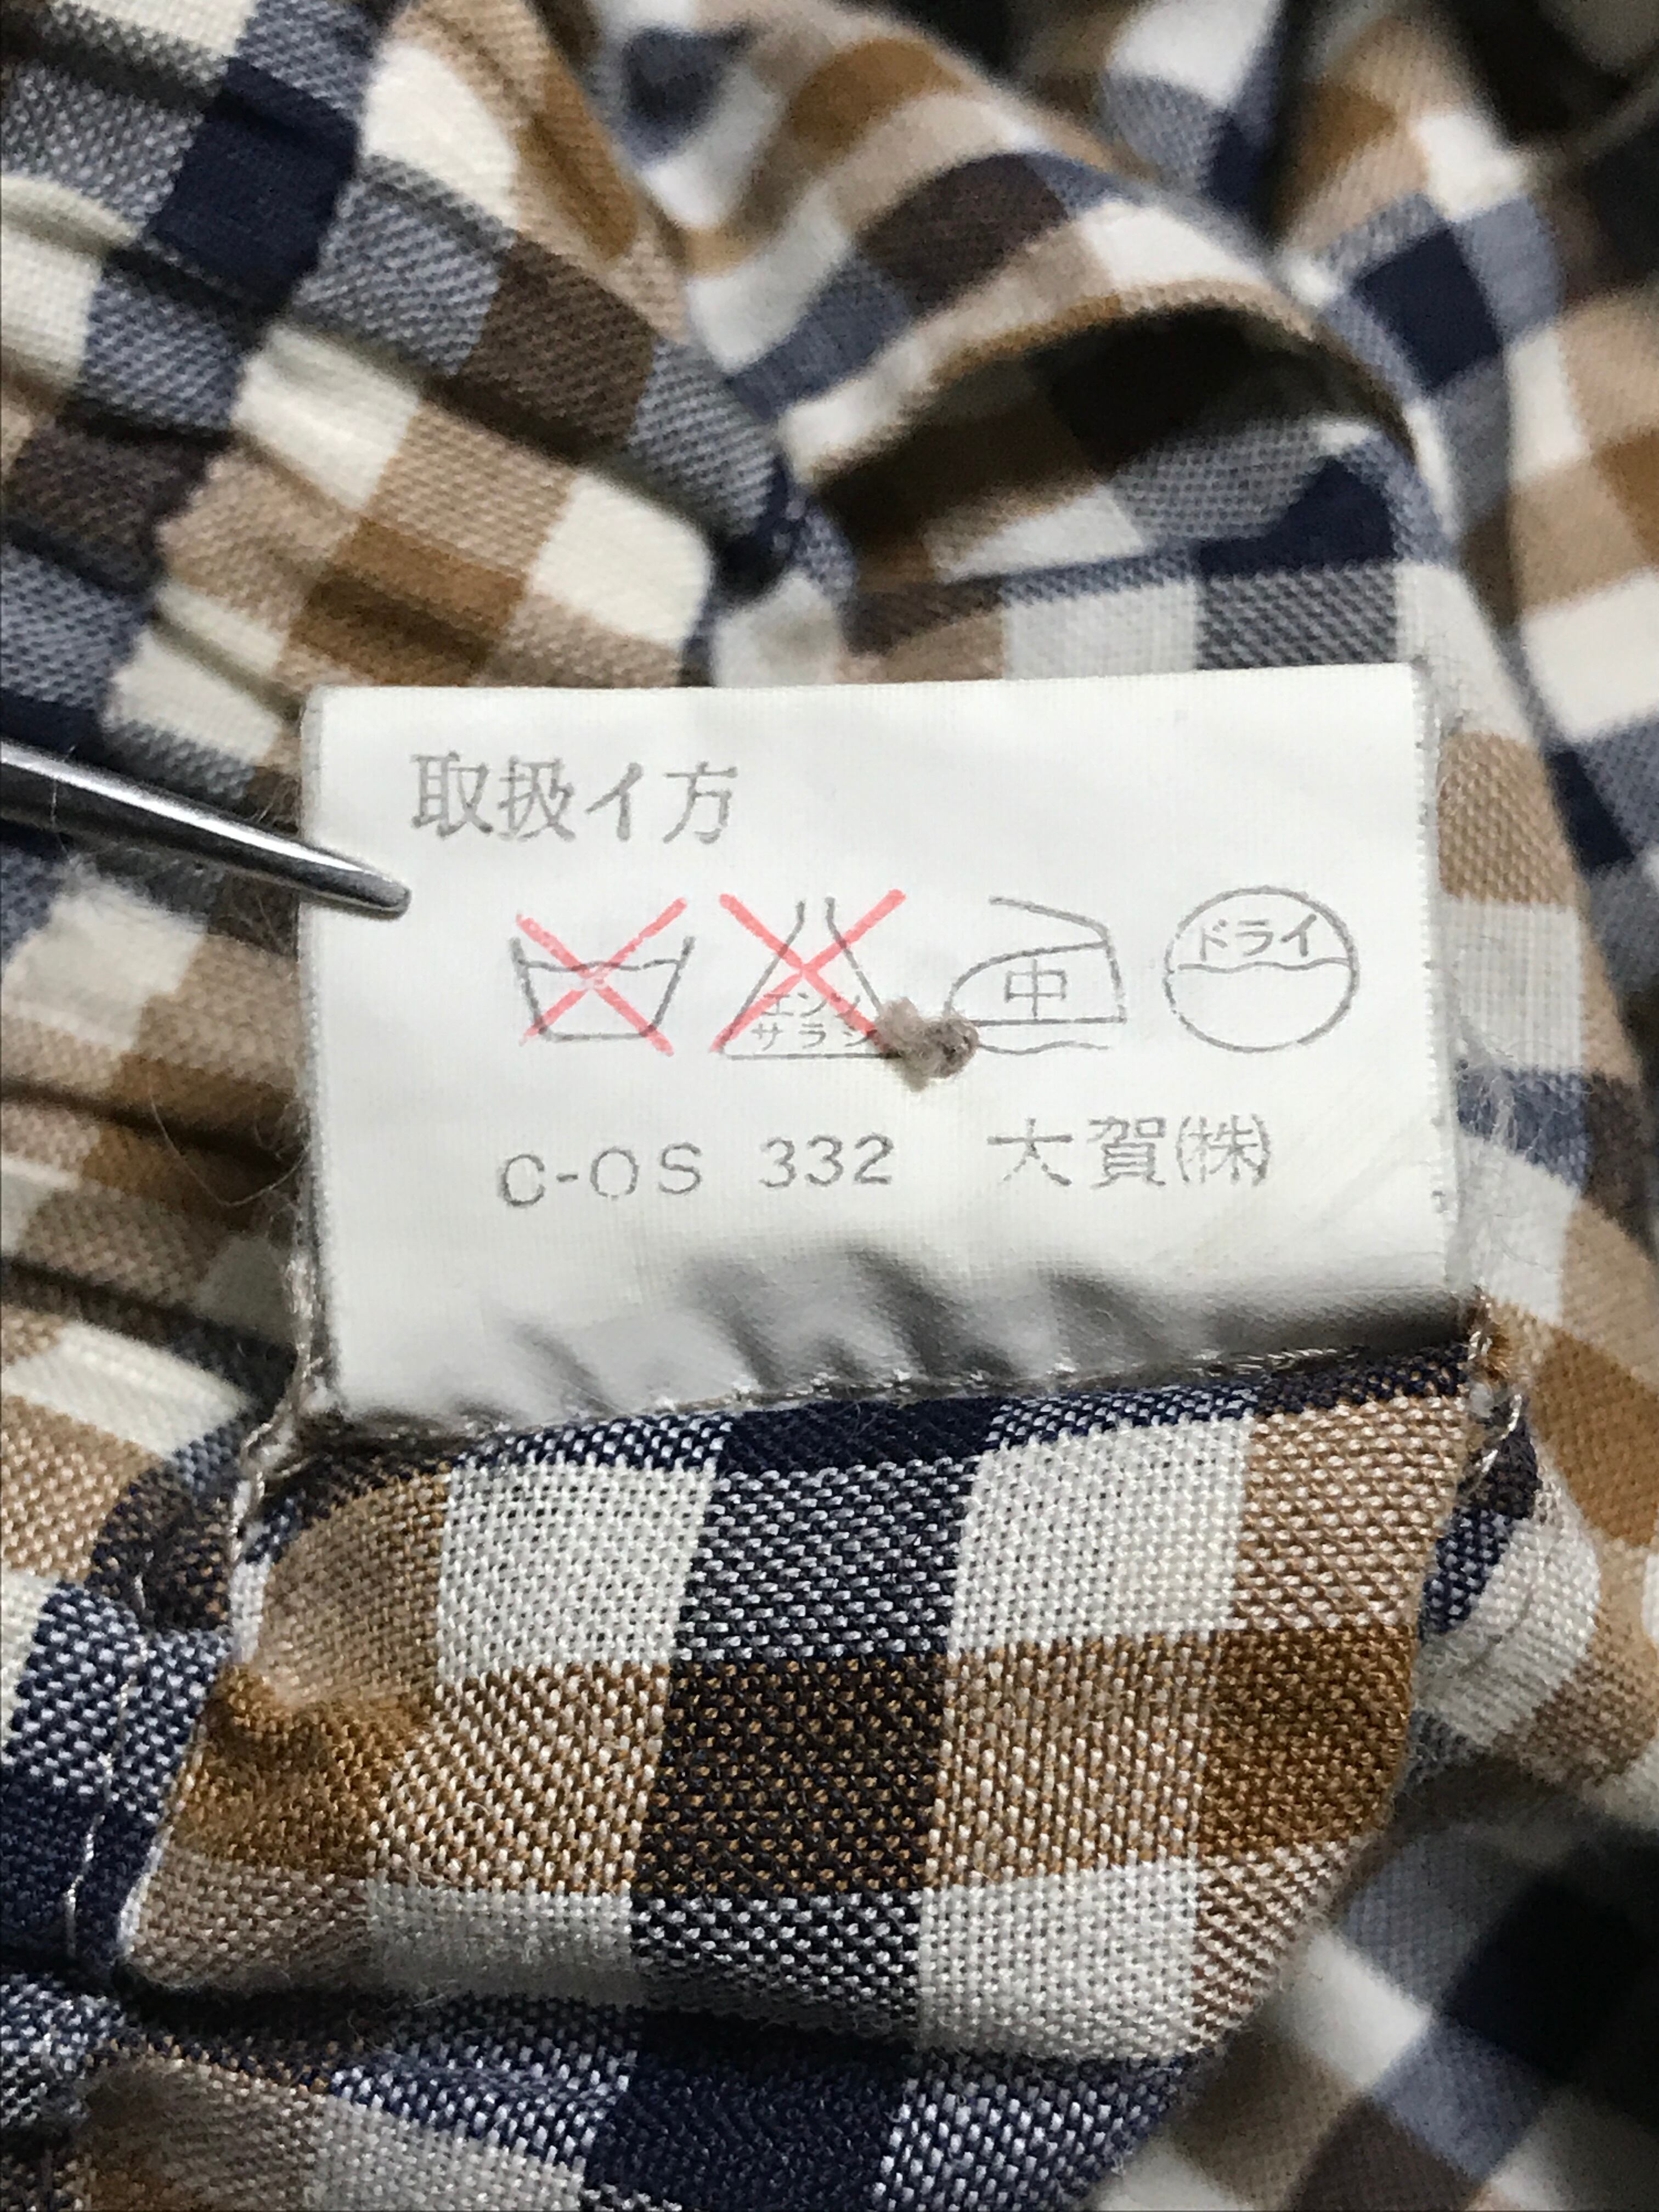 取扱イ方
エンソ
サラシ
中
ドライ
C-OS 332 大賀(株)